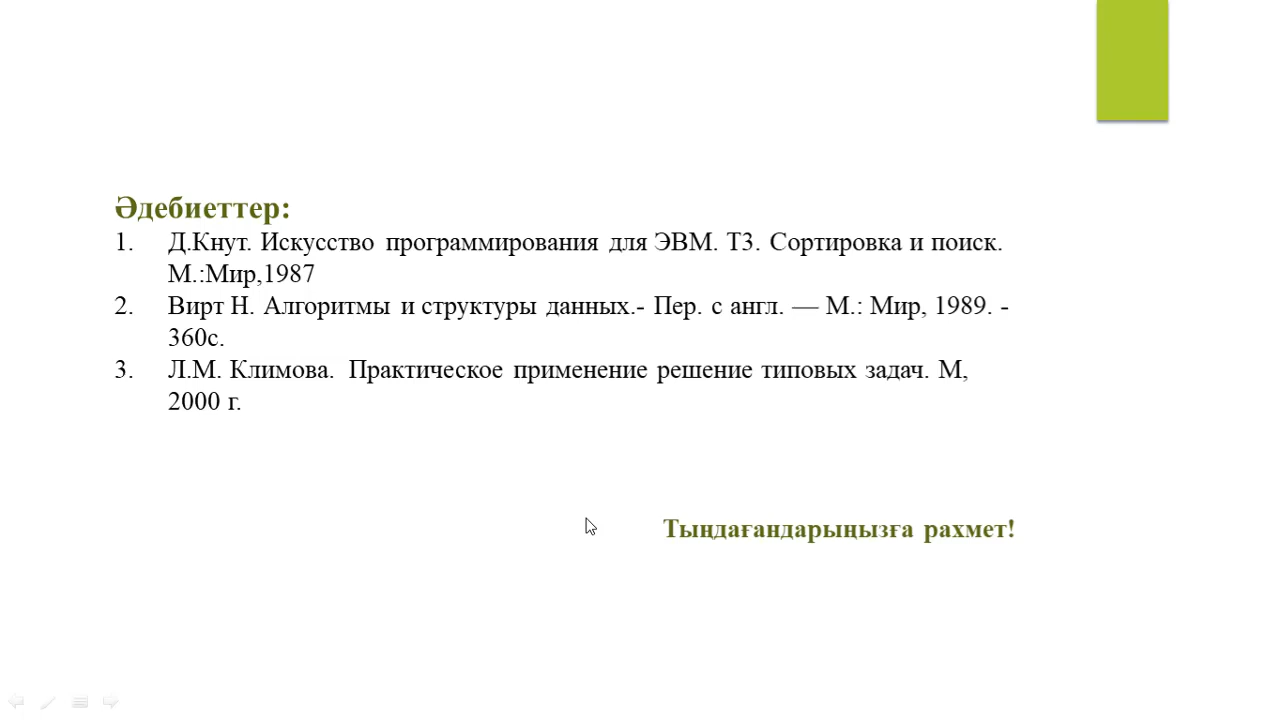 Әдебиеттер:
1. Д.Кнут. Искусство программирования для ЭВМ. Т3. Сортировка и поиск.
М.:Мир,1987
2. Вирт Н. Алгоритмы и структуры данных.- Пер. с англ. — М.: Мир, 1989. -
360с.
3. Л.М. Климова. Практическое применение решение типовых задач. М,
2000 г.
Тыңдағандарыңызға рахмет!